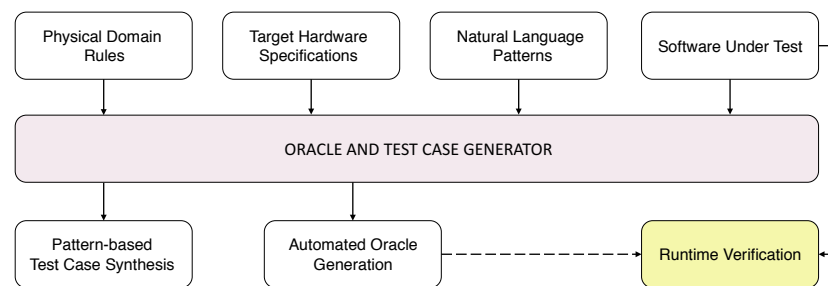 Physical Domain
Rules
Target Hardware
Specifications
Natural Language
Patterns
Software Under Test
ORACLE AND TEST CASE GENERATOR
Pattern-based
Test Case Synthesis
Automated Oracle
Generation
Runtime Verification